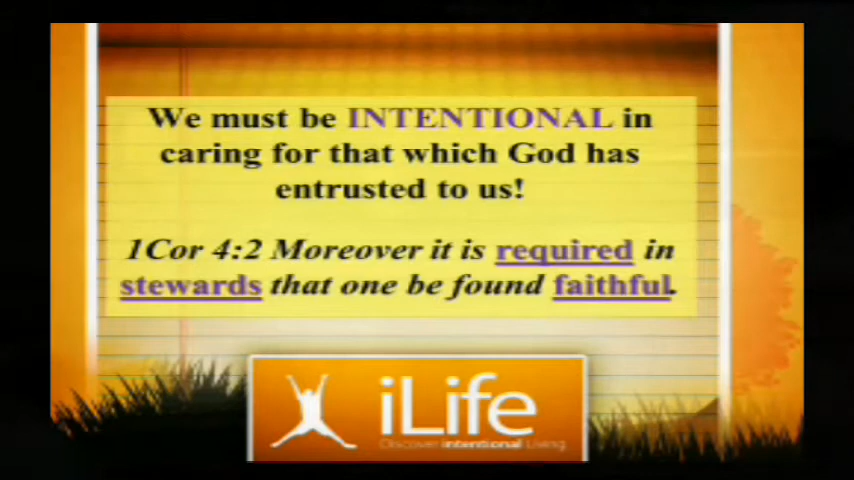 We must be INTENTIONAL in
caring for that which God has
entrusted to us!
1Cor 4:2 Moreover it is required in
stewards that one be found faithful.
iLife
Discover intentional Living